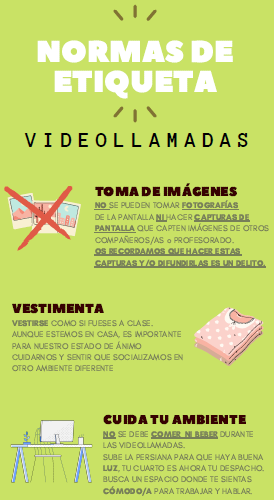 NORMAS DE
ETIQUETA
VIDEOLLAMADAS
TOMA DE IMÁGENES
NO SE PUEDEN TOMAR FOTOGRAFÍAS
DE LA PANTALLA NI HACER CAPTURAS DE
PANTALLA QUE CAPTEN IMÁGENES DE OTROS
COMPAÑEROS/AS o PROFESORADO.
OS RECORDAMOS QUE HACER ESTAS
CAPTURAS Y/O DIFUNDIRLAS ES UN DELITO.
VESTIMENTA
VESTIRSE COMO SI FUESES A CLASE.
AUNQUE ESTEMOS EN CASA, ES IMPORTANTE
PARA NUESTRO ESTADO DE ÁNIMO
CUIDARNOS Y SENTIR QUE SOCIALIZAMOS EN
OTRO AMBIENTE DIFERENTE
CUIDA TU AMBIENTE
NO SE DEBE COMER NI BEBER DURANTE
LAS VIDEOLLAMADAS.
SUBE LA PERSIANA PARA QUE HAYA BUENA
LUZ, TU CUARTO ES AHORA TU DESPACHO.
BUSCA UN ESPACIO DONDE TE SIENTAS
CÓMODO/A PARA TRABAJAR Y HABLAR.